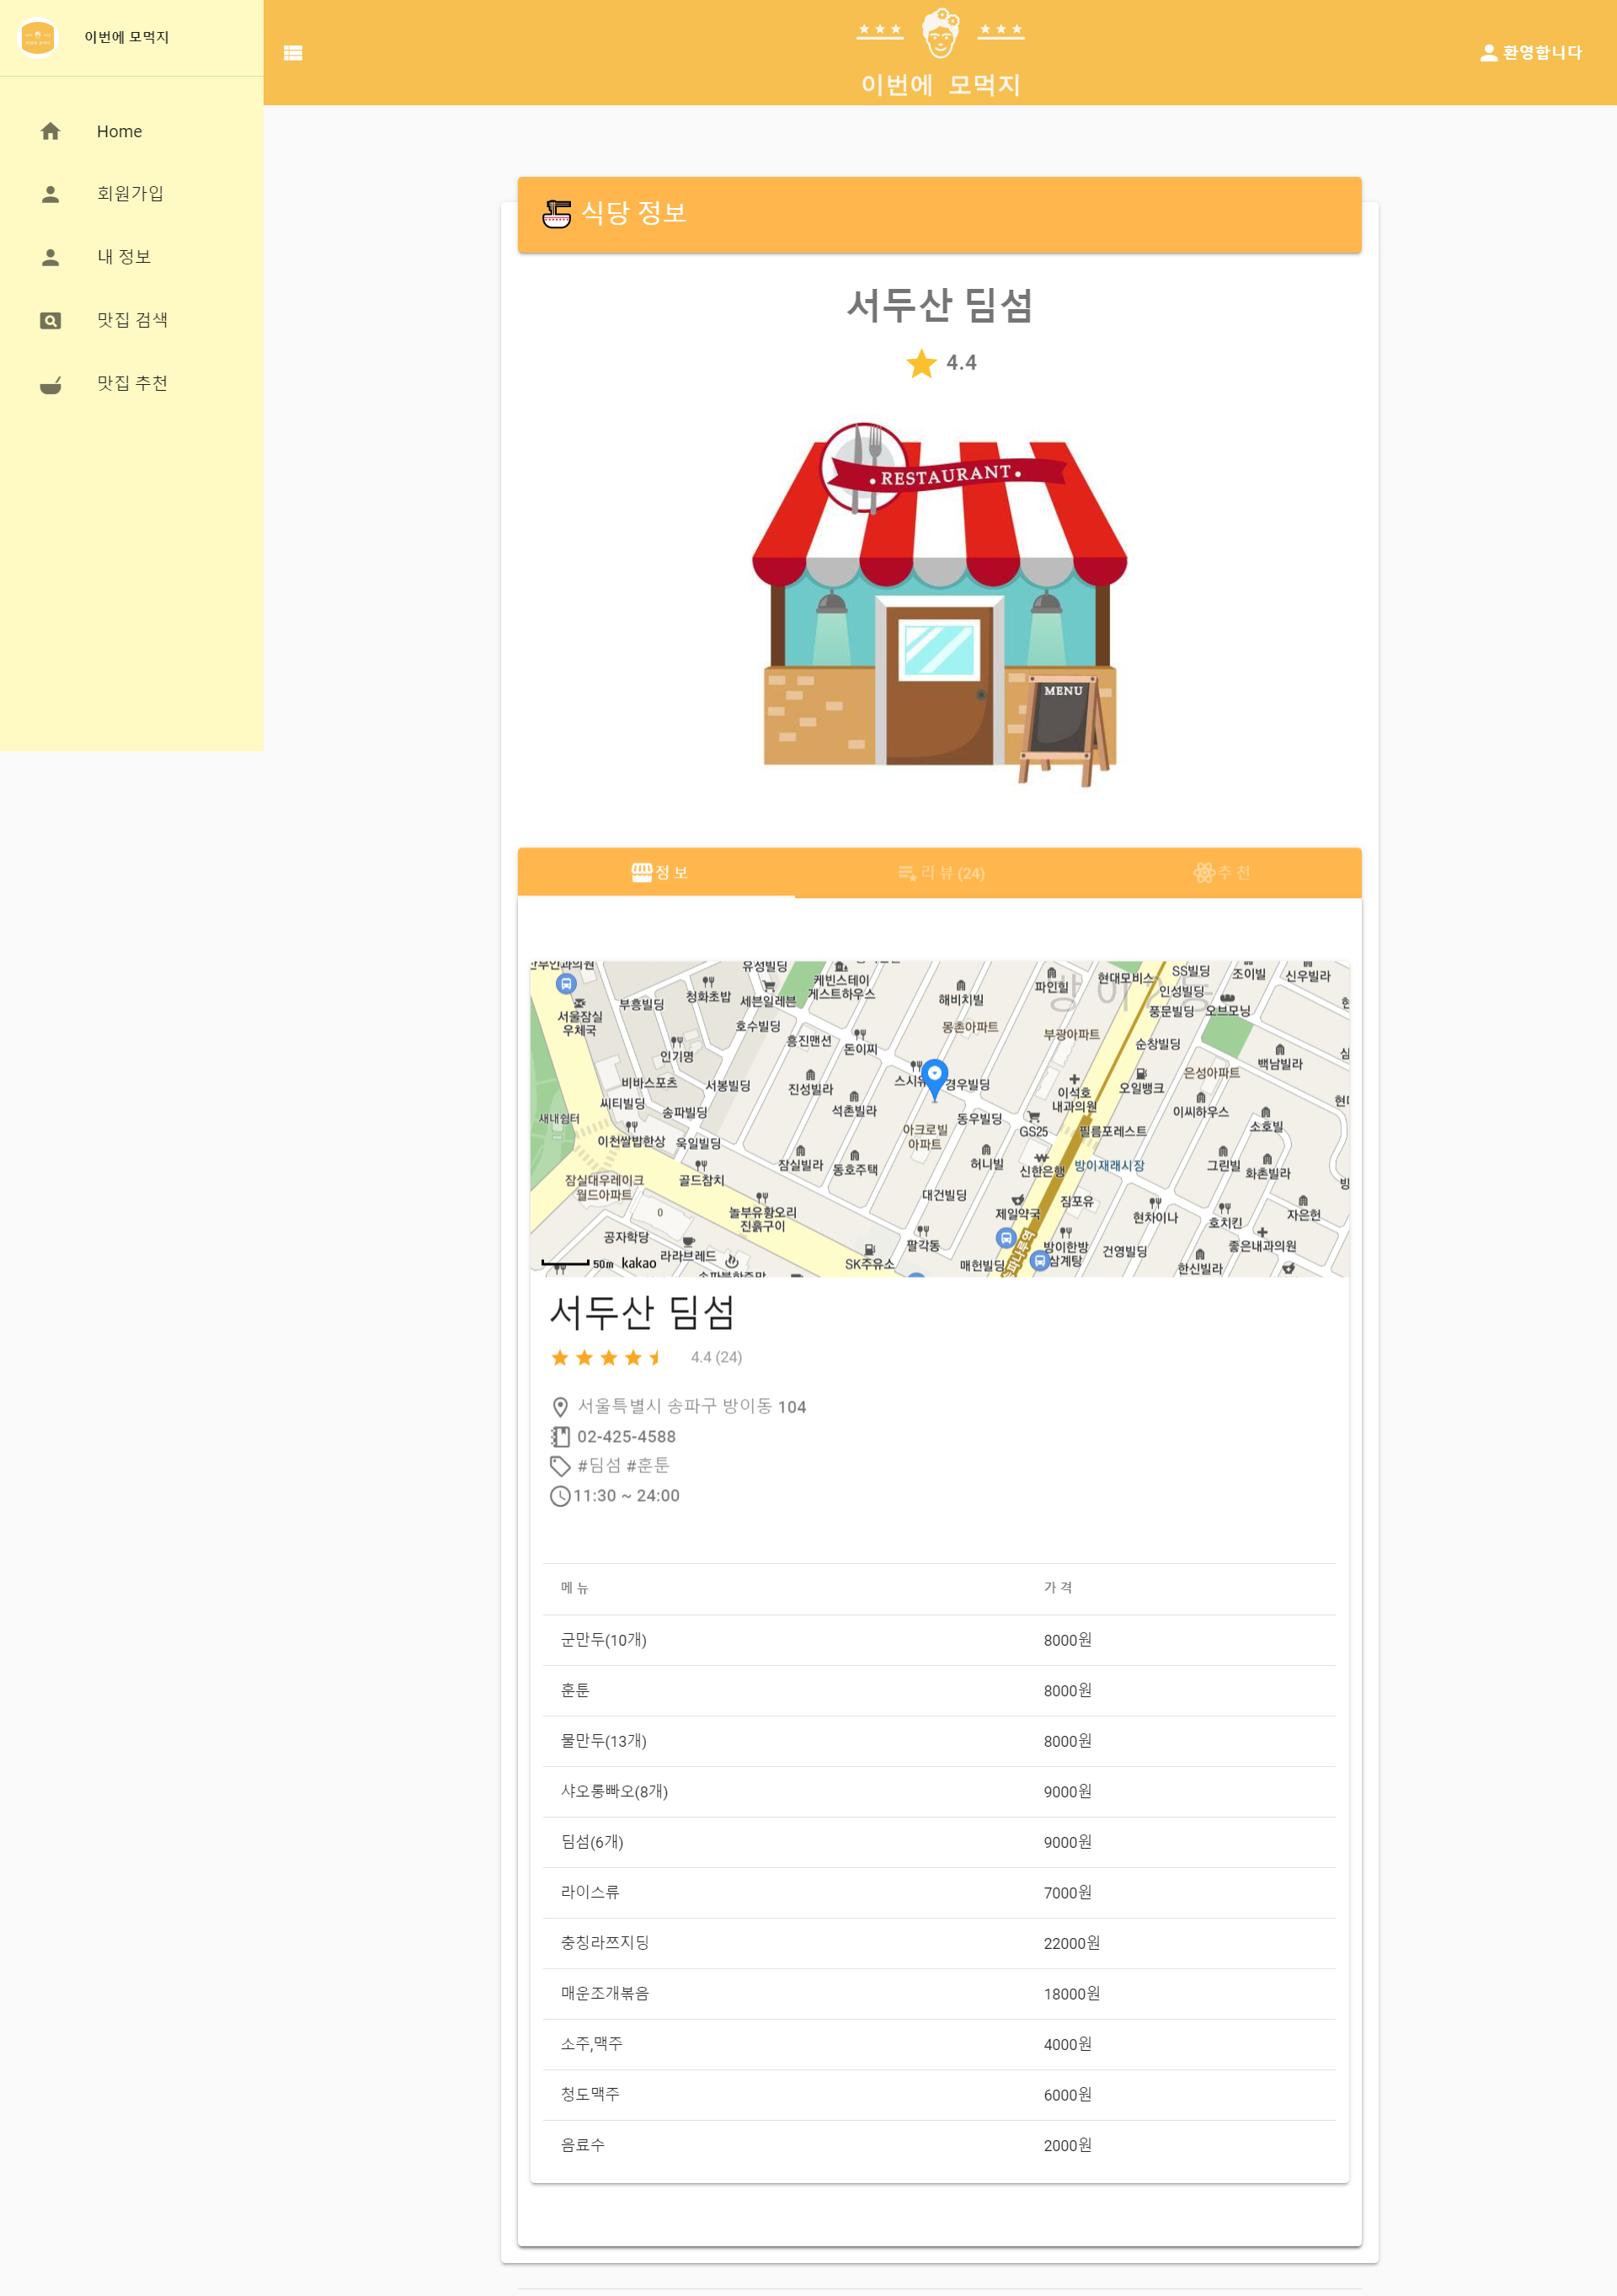 이번에 모먹지
이번에 모먹지
환영합니다
Home
회원가입
내 정보
맛집 검색
맛집 추천
식당 정보
서두산 딤섬
4.4
RESTAURANT
MENU
정 보
리 뷰 (24)
추 천
유성빌딩
케빈스테이
게스트하우스
해비치빌
파인힐
현대모비스
SS빌딩
조이빌
신우빌라
인성빌딩
부흥빌딩
청화초밥
세븐일레븐
서울잠실
우체국
호수빌딩
몽촌아파트
부광아파트
풍문빌딩
오브모닝
인기명
흥진맨션
돈이찌
순창빌딩
백남빌라
비바스포츠
서봉빌딩
진성빌라
경우빌딩
이석호
내과의원
오일뱅크
은성아파트
씨티빌딩
송파빌딩
석촌빌라
동우빌딩
이씨하우스
소호빌
새내쉼터
이천쌀밥한상
욱일빌딩
아크로빌
아파트
GS25
필름포레스트
잠실빌라
동호주택
허니빌
신한은행
방이재래시장
그린빌
화촌빌라
잠실대우레이크
월드아파트
골드참치
대건빌딩
짐포유
놀부유황오리
진흙구이
제일약국
현차이나
호치킨
자은헌
공자학당
라라브레드
팔각동
방이한방
삼계탕
건영빌딩
좋은내과의원
50m kakao
SK주유소
매헌빌딩
한신빌라
서두산 딤섬
4.4 (24)
서울특별시 송파구 방이동 104
02-425-4588
#딤섬 #훈툰
11:30 ~ 24:00
메 뉴 가 격
군만두(10개) 8000원
훈툰 8000원
물만두(13개) 8000원
샤오롱빠오(8개) 9000원
딤섬(6개) 9000원
라이스류 7000원
충칭라쯔지딩 22000원
매운조개볶음 18000원
소주,맥주 4000원
청도맥주 6000원
음료수 2000원